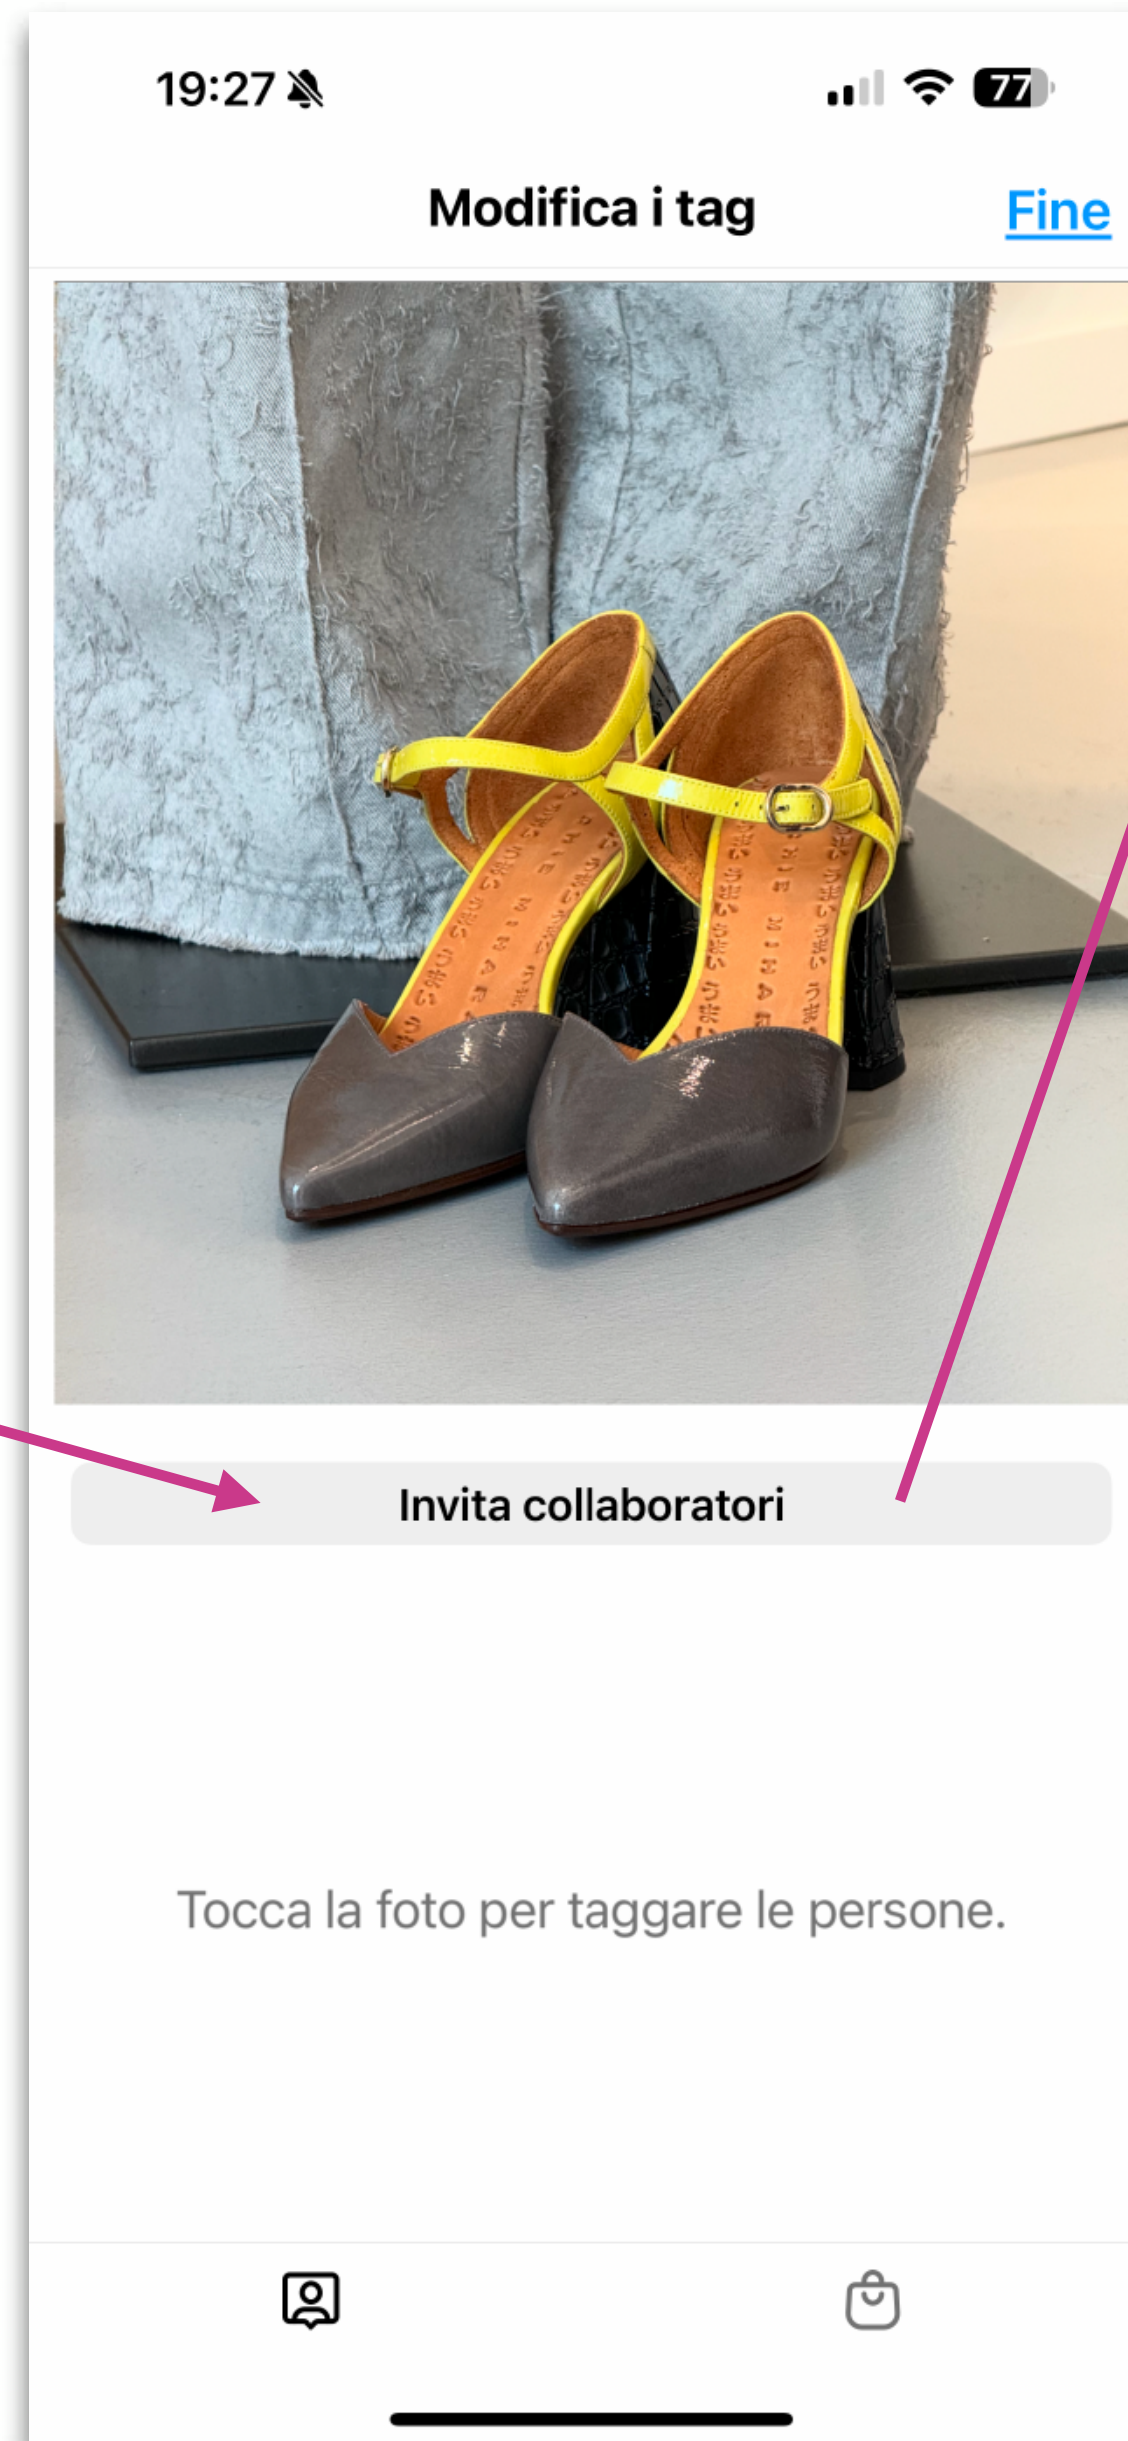 19:27
77
Modifica i tag
Fine
Invita collaboratori
Tocca la foto per taggare le persone.